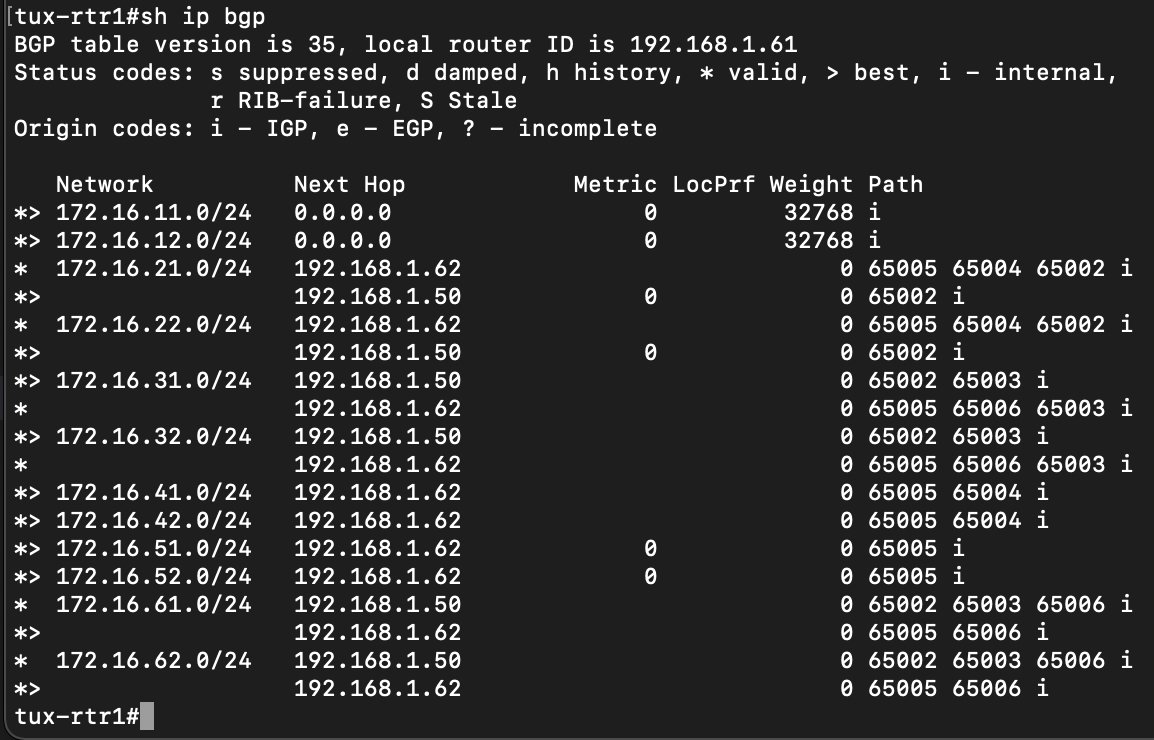 [tux-rtr1#sh ip bgp
BGP table version is 35, local router ID is 192.168.1.61
Status codes: s suppressed, d damped, h history, * valid, > best, i - internal,
              r RIB-failure, S Stale
Origin codes: i - IGP, e - EGP, ? - incomplete

   Network          Next Hop            Metric LocPrf Weight Path
*> 172.16.11.0/24   0.0.0.0                  0         32768 i
*> 172.16.12.0/24   0.0.0.0                  0         32768 i
*  172.16.21.0/24   192.168.1.62                           0 65005 65004 65002 i
*>                  192.168.1.50             0             0 65002 i
*  172.16.22.0/24   192.168.1.62                           0 65005 65004 65002 i
*>                  192.168.1.50             0             0 65002 i
*> 172.16.31.0/24   192.168.1.50                           0 65002 65003 i
*                   192.168.1.62                           0 65005 65006 65003 i
*> 172.16.32.0/24   192.168.1.50                           0 65002 65003 i
*                   192.168.1.62                           0 65005 65006 65003 i
*> 172.16.41.0/24   192.168.1.62                           0 65005 65004 i
*> 172.16.42.0/24   192.168.1.62                           0 65005 65004 i
*> 172.16.51.0/24   192.168.1.62             0             0 65005 i
*> 172.16.52.0/24   192.168.1.62             0             0 65005 i
*  172.16.61.0/24   192.168.1.50                           0 65002 65003 65006 i
*>                  192.168.1.62                           0 65005 65006 i
*  172.16.62.0/24   192.168.1.50                           0 65002 65003 65006 i
*>                  192.168.1.62                           0 65005 65006 i
tux-rtr1#